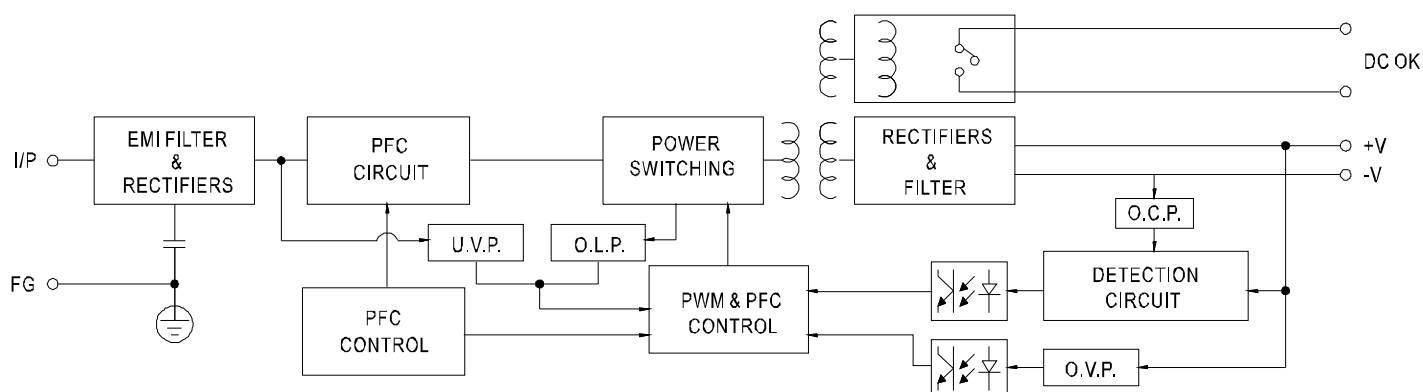 DC OK
EMI FILTER
&
RECTIFIERS
PFC
CIRCUIT
POWER
SWITCHING
RECTIFIERS
&
FILTER
I/P
+V
-V
U.V.P.
O.L.P.
O.C.P.
FG
PFC
CONTROL
PWM & PFC
CONTROL
DETECTION
CIRCUIT
O.V.P.